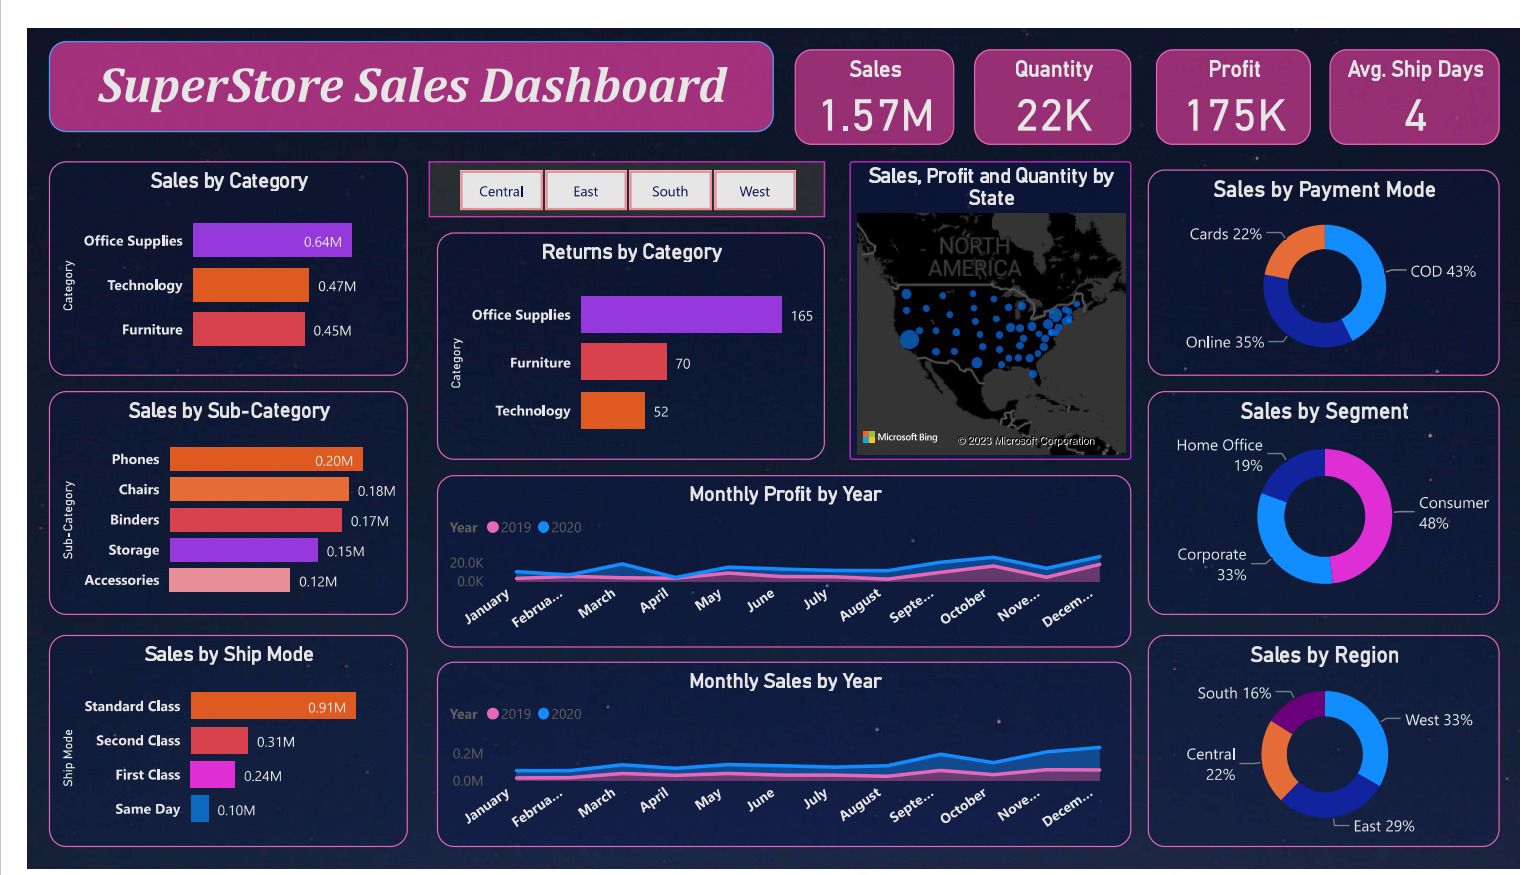 SuperStore Sales Dashboard
Sales
1.57M
Quantity
22K
Profit
175K
Avg. Ship Days
4
Sales by Category
Category
Office Supplies
0.64M
Technology
0.47M
Furniture
0.45M
Central
East
South
West
Returns by Category
Category
Office Supplies
165
Furniture
70
Technology
52
Sales, Profit and Quantity by
State
NORTH
AMERICA
Microsoft Bing
© 2023 Microsoft Corporation
Sales by Payment Mode
Cards 22%
COD 43%
Online 35%
Sales by Sub-Category
Sub-Category
Phones
0.20M
Chairs
0.18M
Binders
0.17M
Storage
0.15M
Accessories
0.12M
Monthly Profit by Year
Year
2019
2020
20.0K
0.0K
January
Februa...
March
April
May
June
July
August
Septe...
October
Nove...
Decem...
Sales by Segment
Home Office
19%
Consumer
48%
Corporate
33%
Sales by Ship Mode
Ship Mode
Standard Class
0.91M
Second Class
0.31M
First Class
0.24M
Same Day
0.10M
Monthly Sales by Year
Year
2019
2020
0.2M
0.0M
January
Februa...
March
April
May
June
July
August
Septe...
October
Nove...
Decem...
Sales by Region
South 16%
West 33%
Central
22%
East 29%